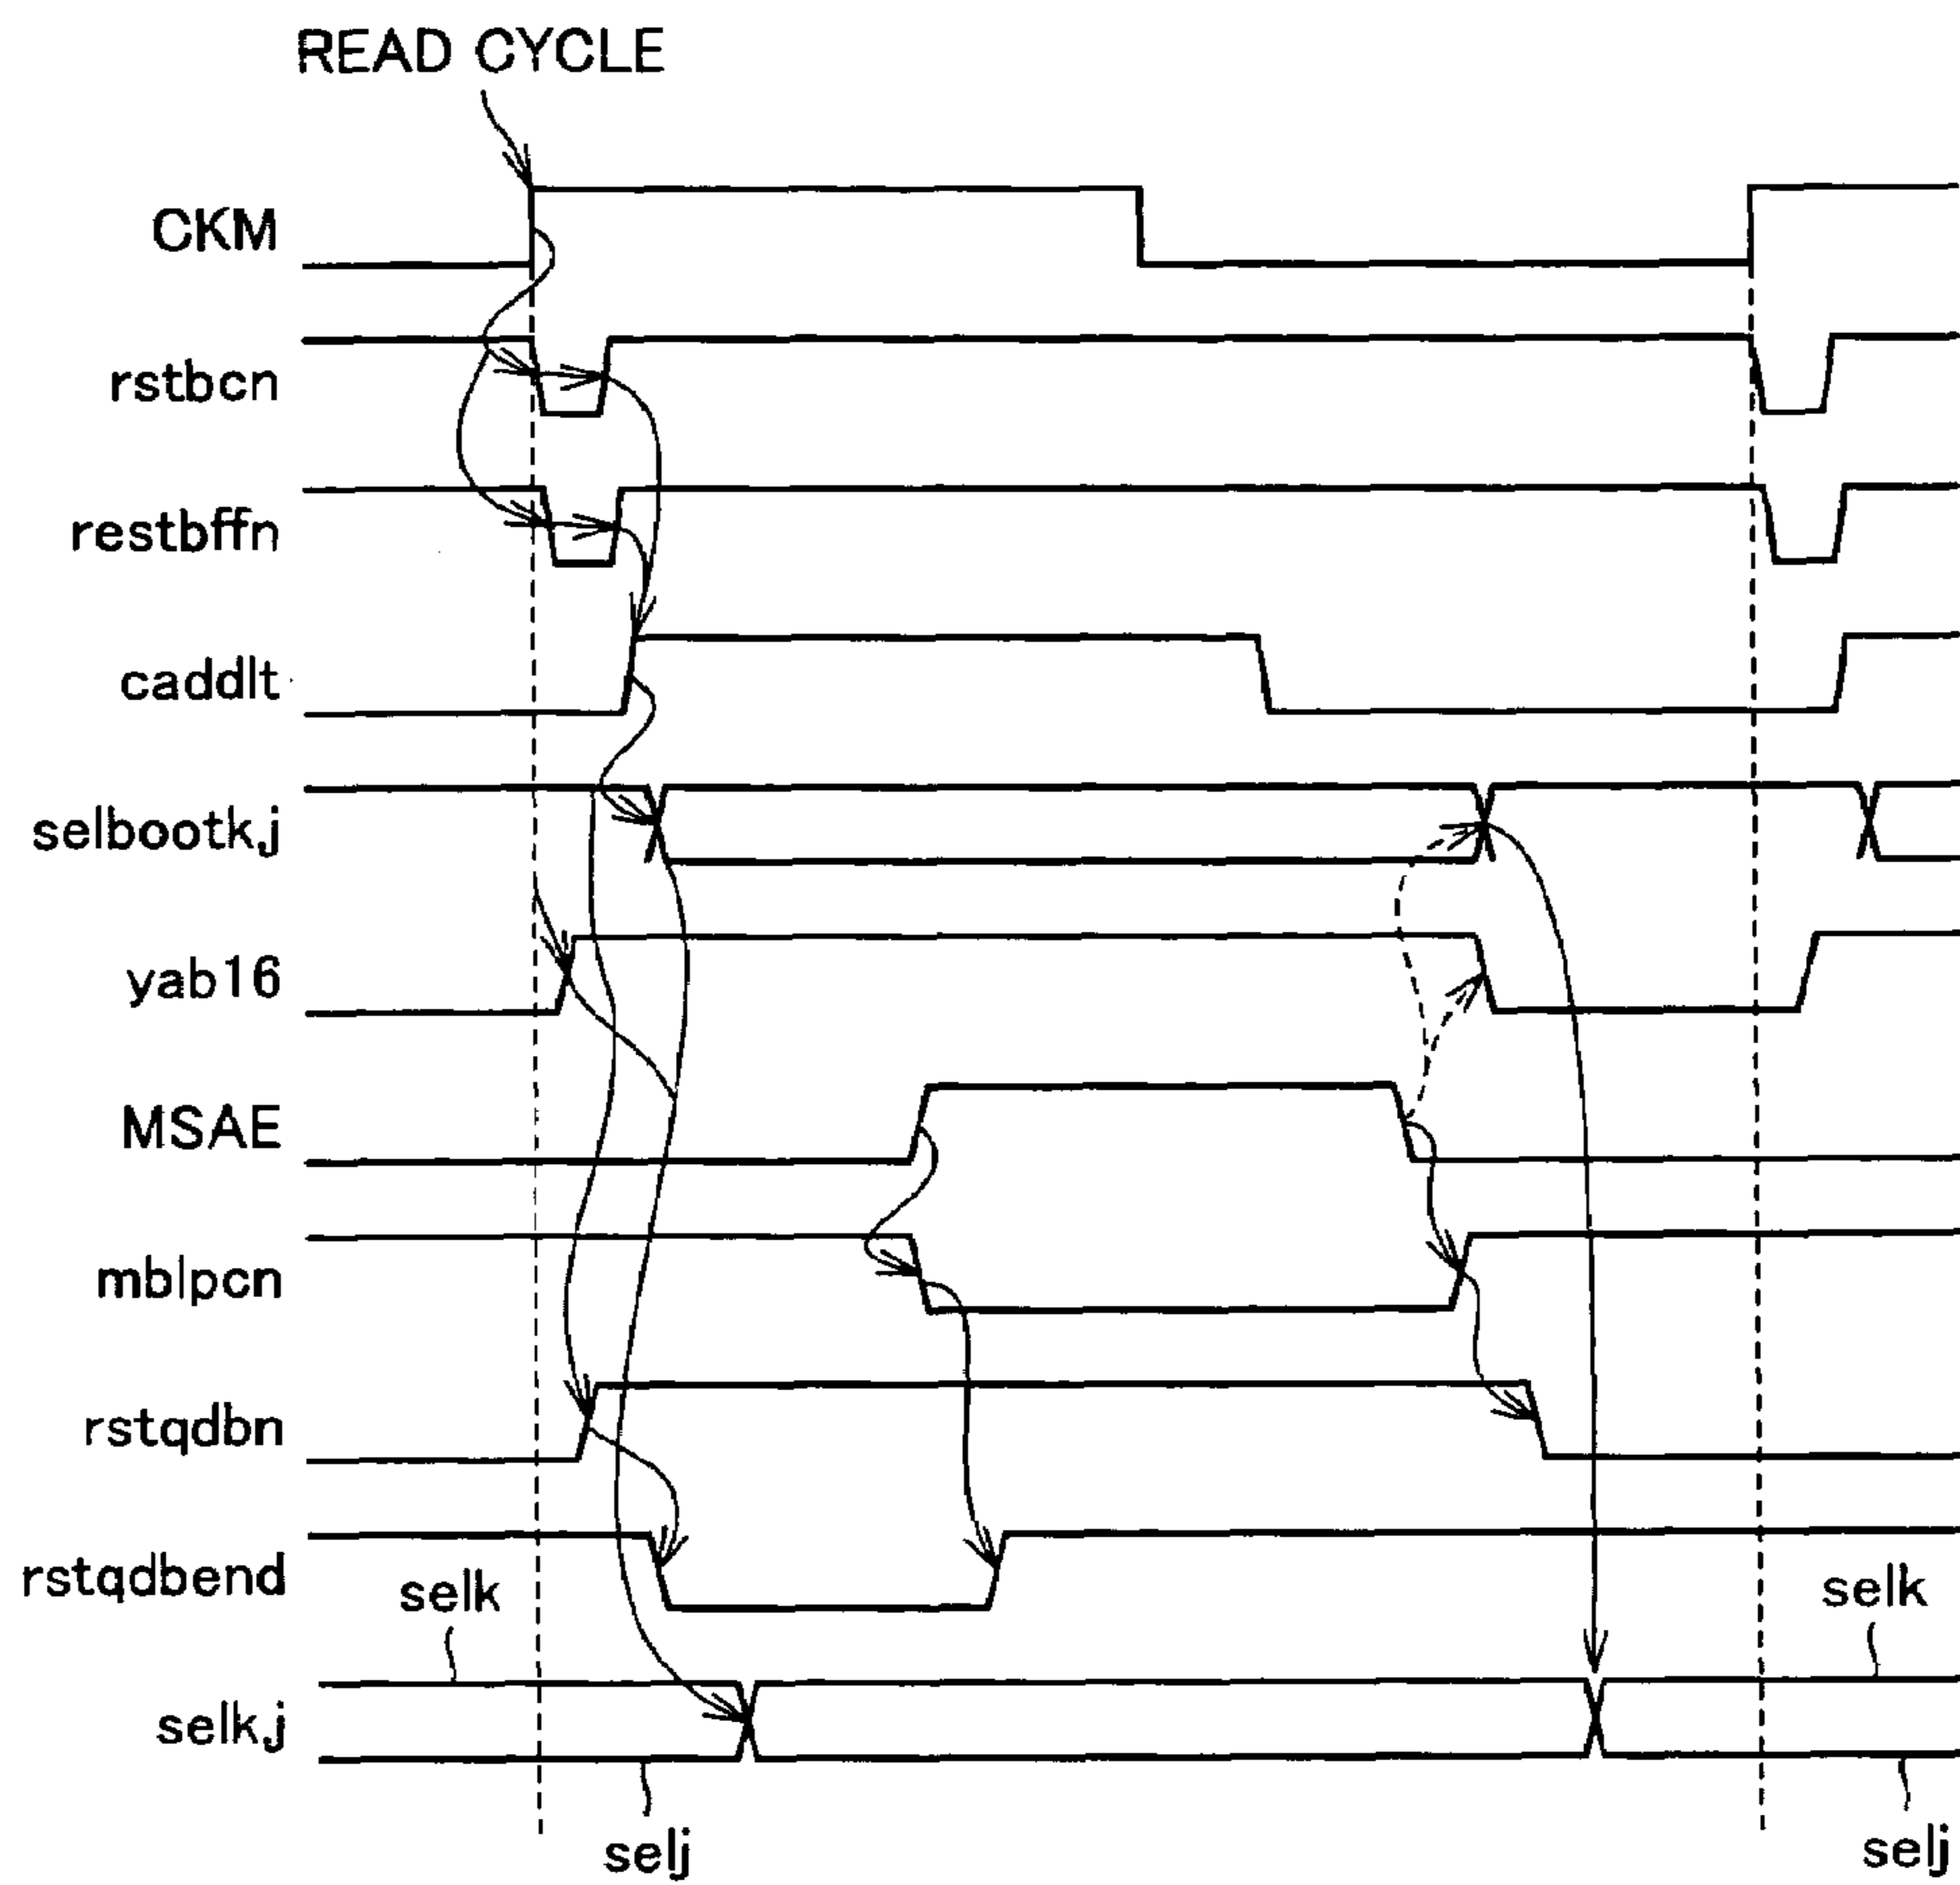 READ CYCLE
CKM
rstbcn
restbffn
caddlt
selbootkj
yab16
MSAE
mblpcn
rstqdbn
rstqdbend
selk
selk
selkj
selj
selj